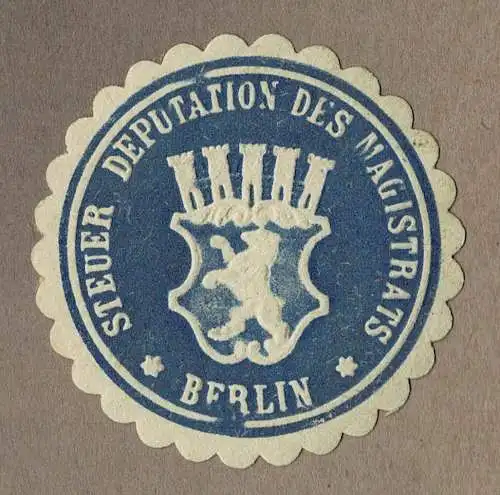 STEUER DEPUTATION DES MAGISTRATS
* BERLIN *